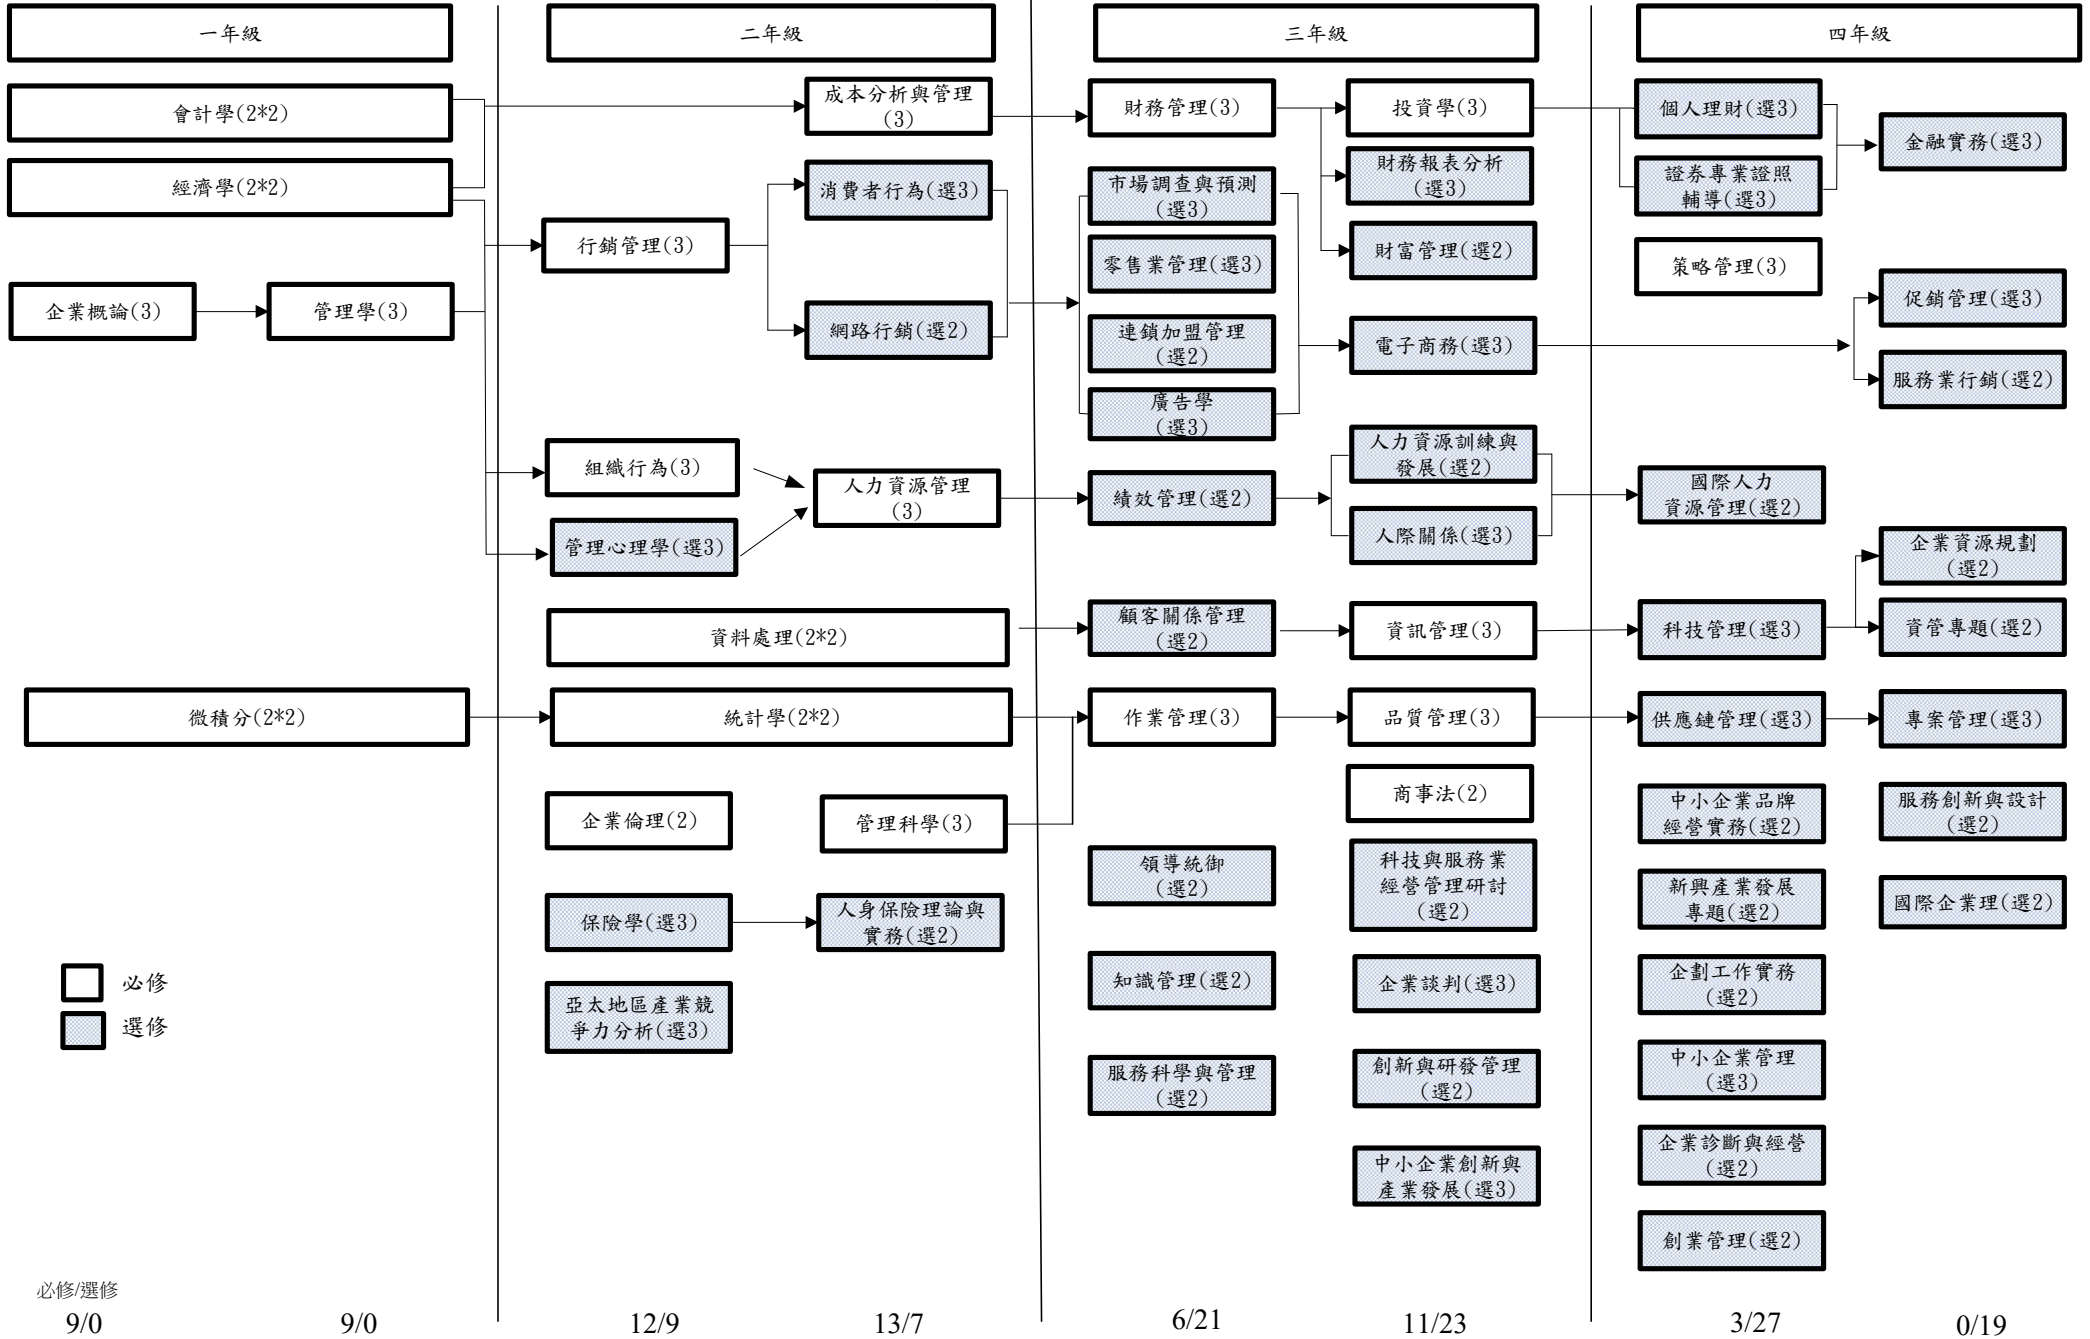 一年級
二年級
三年級
四年級
會計學(2*2)
經濟學(2*2)
企業概論(3)
管理學(3)
微積分(2*2)
行銷管理(3)
組織行為(3)
管理心理學(選3)
資料處理(2*2)
統計學(2*2)
企業倫理(2)
保險學(選3)
亞太地區產業競
爭力分析(選3)
成本分析與管理
(3)
消費者行為(選3)
網路行銷(選2)
人力資源管理
(3)
管理科學(3)
人身保險理論與
實務(選2)
財務管理(3)
市場調查與預測
(選3)
零售業管理(選3)
連鎖加盟管理
(選2)
廣告學
(選3)
績效管理(選2)
顧客關係管理
(選2)
作業管理(3)
領導統御
(選2)
知識管理(選2)
服務科學與管理
(選2)
投資學(3)
財務報表分析
(選3)
財富管理(選2)
電子商務(選3)
人力資源訓練與
發展(選2)
人際關係(選3)
資訊管理(3)
品質管理(3)
商事法(2)
科技與服務業
經營管理研討
(選2)
企業談判(選3)
創新與研發管理
(選2)
中小企業創新與
產業發展(選3)
個人理財(選3)
證券專業證照
輔導(選3)
策略管理(3)
國際人力
資源管理(選2)
科技管理(選3)
供應鏈管理(選3)
中小企業品牌
經營實務(選2)
新興產業發展
專題(選2)
企劃工作實務
(選2)
中小企業管理
(選3)
企業診斷與經營
(選2)
創業管理(選2)
金融實務(選3)
促銷管理(選3)
服務業行銷(選2)
企業資源規劃
(選2)
資管專題(選2)
專案管理(選3)
服務創新與設計
(選2)
國際企業理(選2)
必修
選修
必修/選修
9/0
9/0
12/9
13/7
6/21
11/23
3/27
0/19